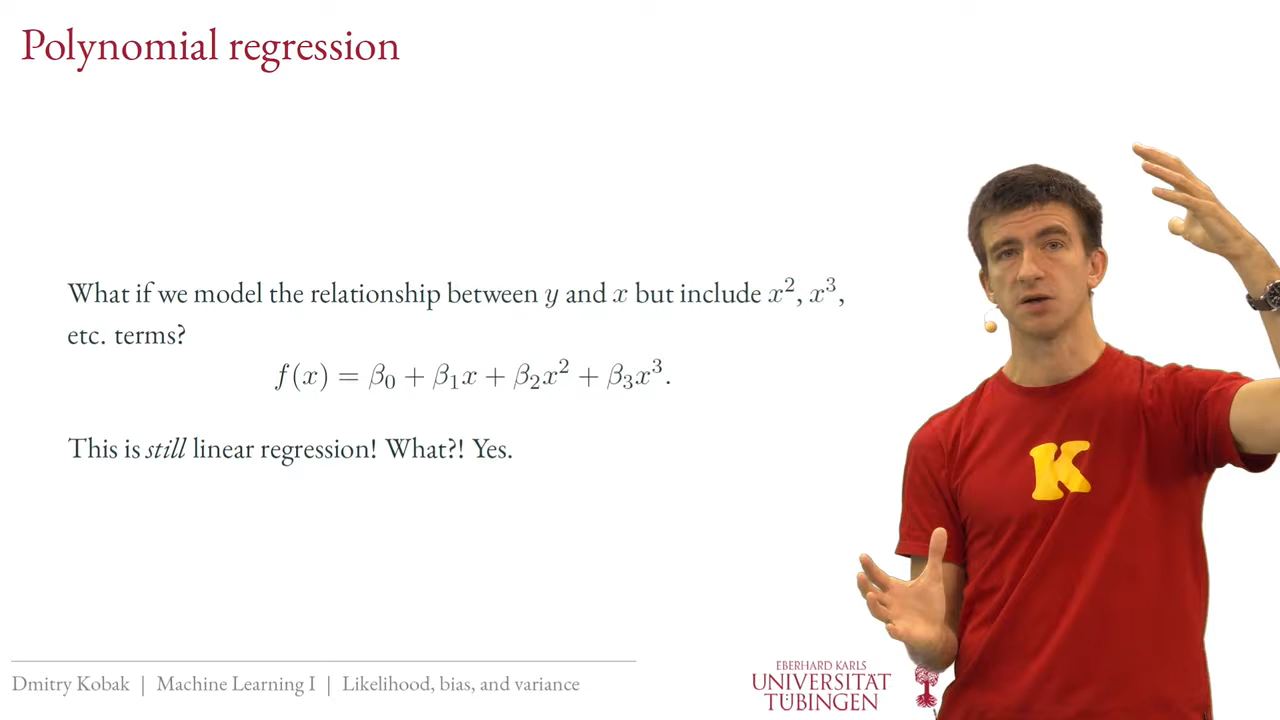 Polynomial regression
What if we model the relationship between y and x but include x², x³,
etc. terms?
f(x) = β₀ + β₁x + β₂x² + β₃x³.
This is still linear regression! What?! Yes.
K
Dmitry Kobak | Machine Learning I | Likelihood, bias, and variance
EBERHARD KARLS
UNIVERSITÄT
TÜBINGEN